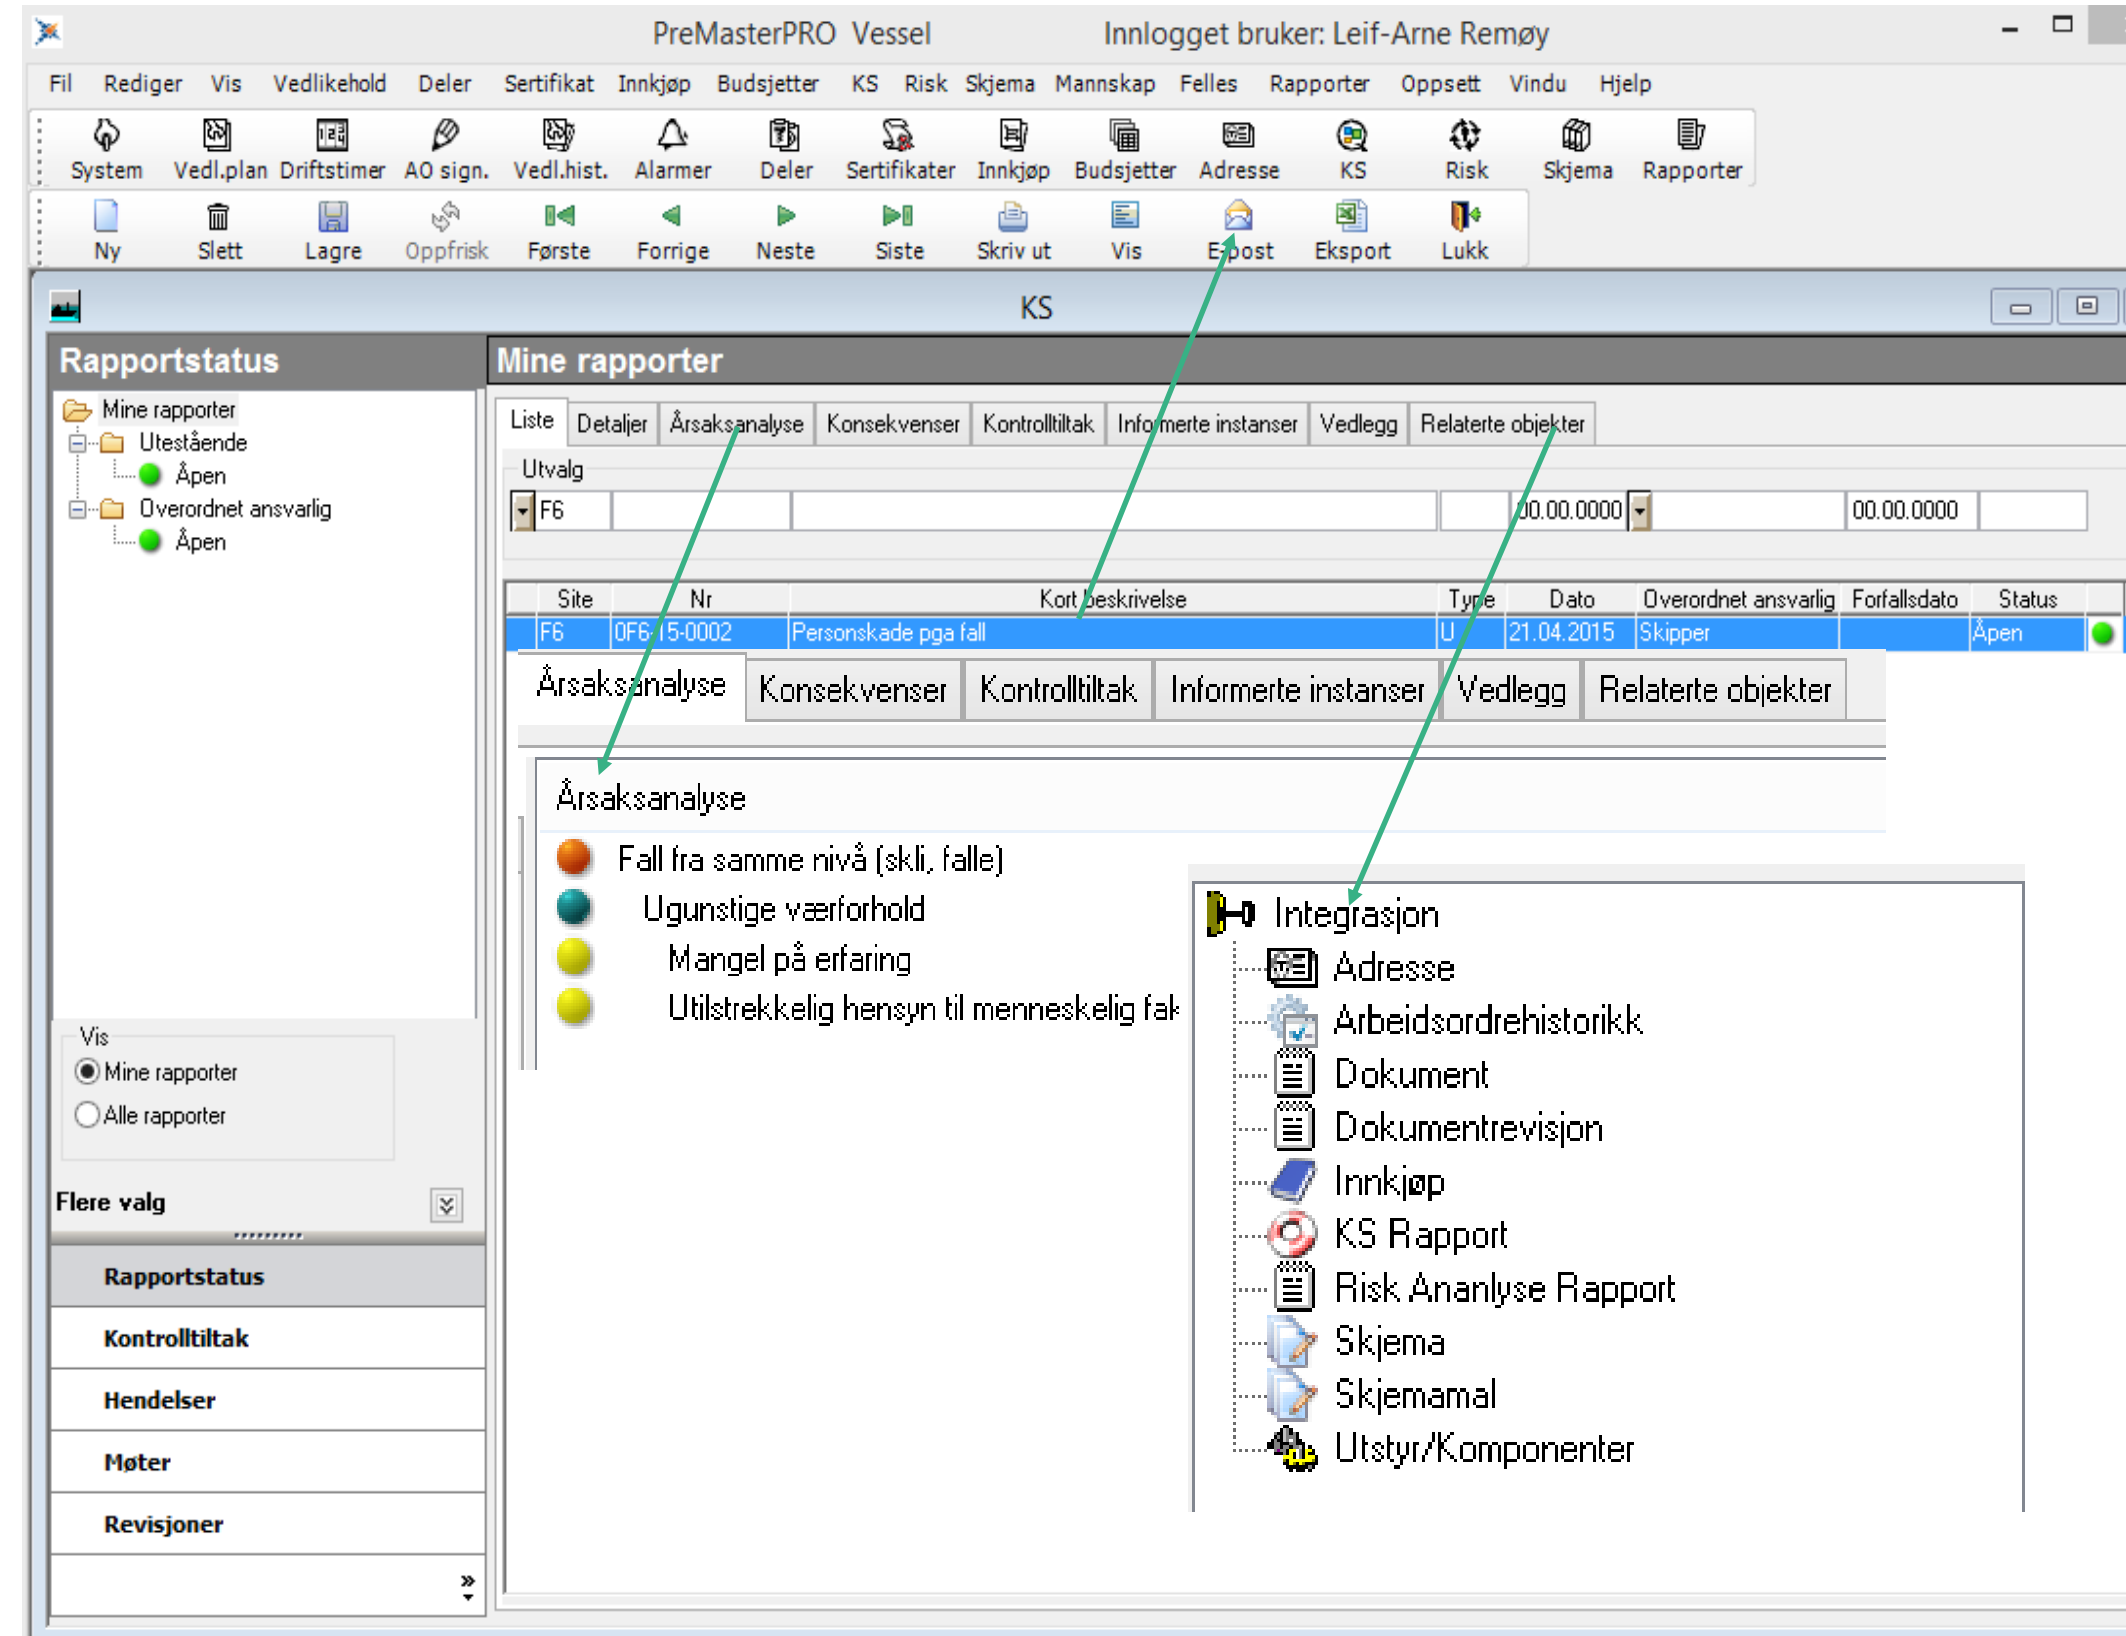 PreMasterPRO Vessel Innlogget bruker: Leif-Arne Remøy
Fil Rediger Vis Vedlikehold Deler Sertifikat Innkjøp Budsjetter KS Risk Skjema Mannskap Felles Rapporter Oppsett Vindu Hjelp
System Vedl.plan Driftstimer AO sign. Vedl.hist. Alarmer Deler Sertifikater Innkjøp Budsjetter Adresse KS Risk Skjema Rapporter
Ny Slett Lagre Oppfrisk Første Forrige Neste Siste Skriv ut Vis E-post Eksport Lukk
KS
Rapportstatus
Mine rapporter
Utestående
Åpen
Overordnet ansvarlig
Åpen
Vis
Mine rapporter
Alle rapporter
Flere valg
Rapportstatus
Kontrolltiltak
Hendelser
Møter
Revisjoner
Mine rapporter
Liste Detaljer Årsaksanalyse Konsekvenser Kontrolltiltak Informerte instanser Vedlegg Relaterte objekter
Utvalg
F6 00.00.0000 00.00.0000
Site Nr Kort beskrivelse Type Dato Overordnet ansvarlig Forfallsdato Status
F6 0F6-15-0002 Personskade pga fall U 21.04.2015 Skipper Åpen
Årsaksanalyse Konsekvenser Kontrolltiltak Informerte instanser Vedlegg Relaterte objekter
Årsaksanalyse
Fall fra samme nivå (skli, falle)
Ugunstige værforhold
Mangel på erfaring
Utilstrekkelig hensyn til menneskelig fak
Integrasjon
Adresse
Arbeidsordrehistorikk
Dokument
Dokumentrevisjon
Innkjøp
KS Rapport
Risk Ananlyse Rapport
Skjema
Skjemamal
Utstyr/Komponenter